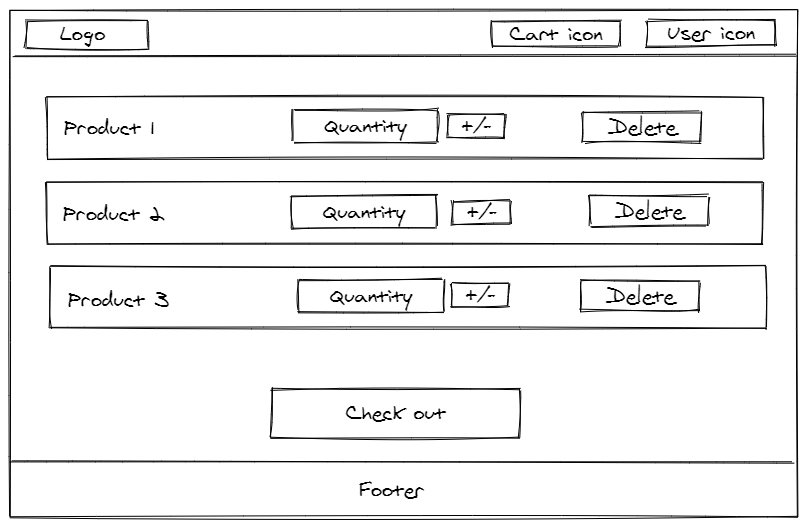 Logo Cart icon User icon
Product 1 Quantity +/- Delete
Product 2 Quantity +/- Delete
Product 3 Quantity +/- Delete
Check out
Footer